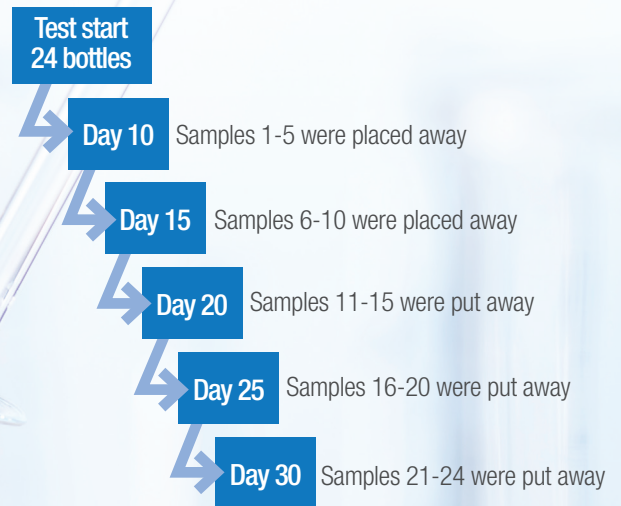 Test start
24 bottles
Day 10
Samples 1-5 were placed away
Day 15
Samples 6-10 were placed away
Day 20
Samples 11-15 were put away
Day 25
Samples 16-20 were put away
Day 30
Samples 21-24 were put away